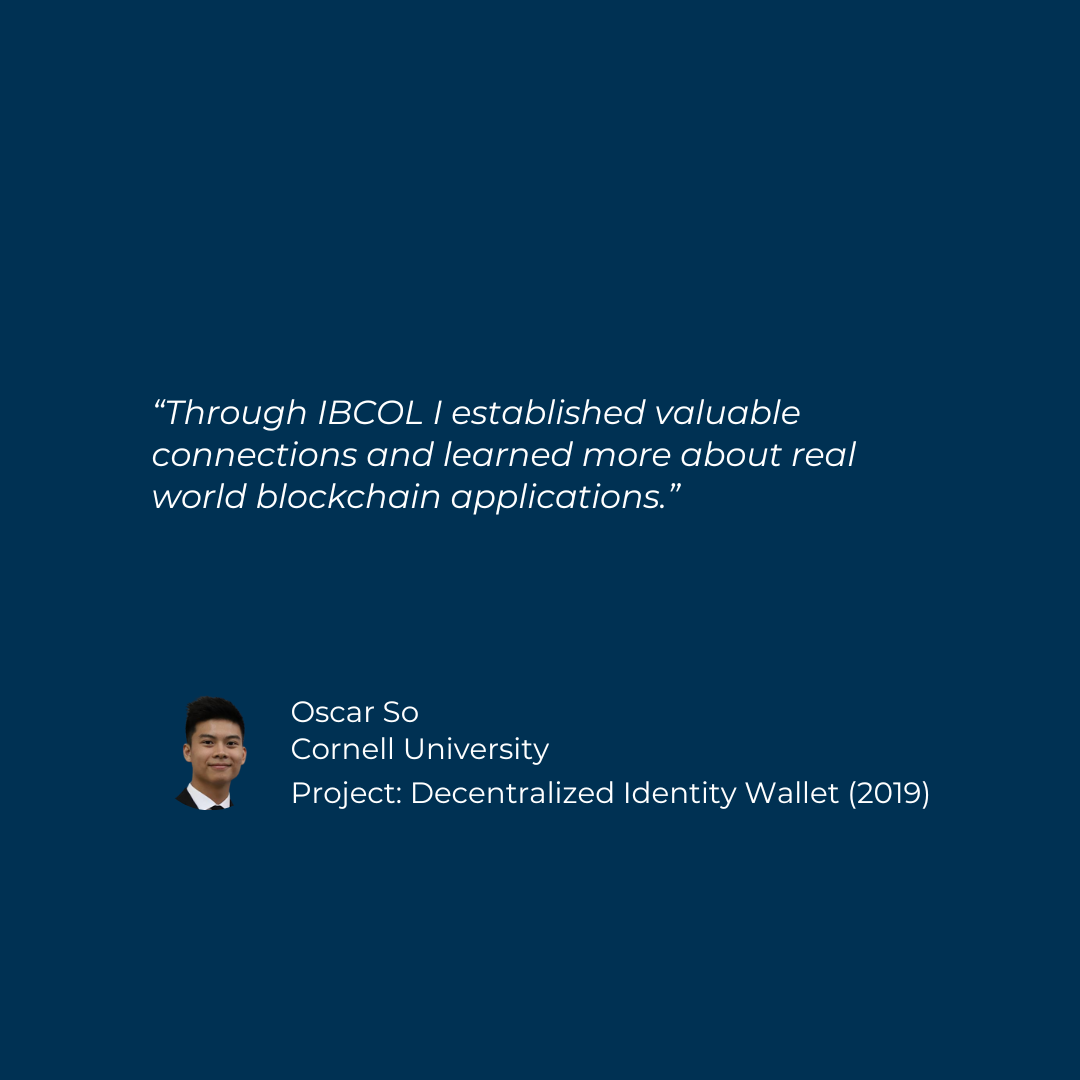 “Through IBCOL I established valuable
connections and learned more about real
world blockchain applications.”
Oscar So
Cornell University
Project: Decentralized Identity Wallet (2019)